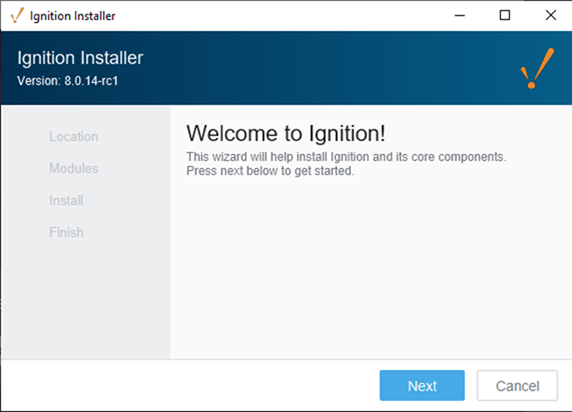 Ignition Installer
Ignition Installer
Version: 8.0.14-rc1
Location
Modules
Install
Finish
Welcome to Ignition!
This wizard will help install Ignition and its core components.
Press next below to get started.
Next
Cancel